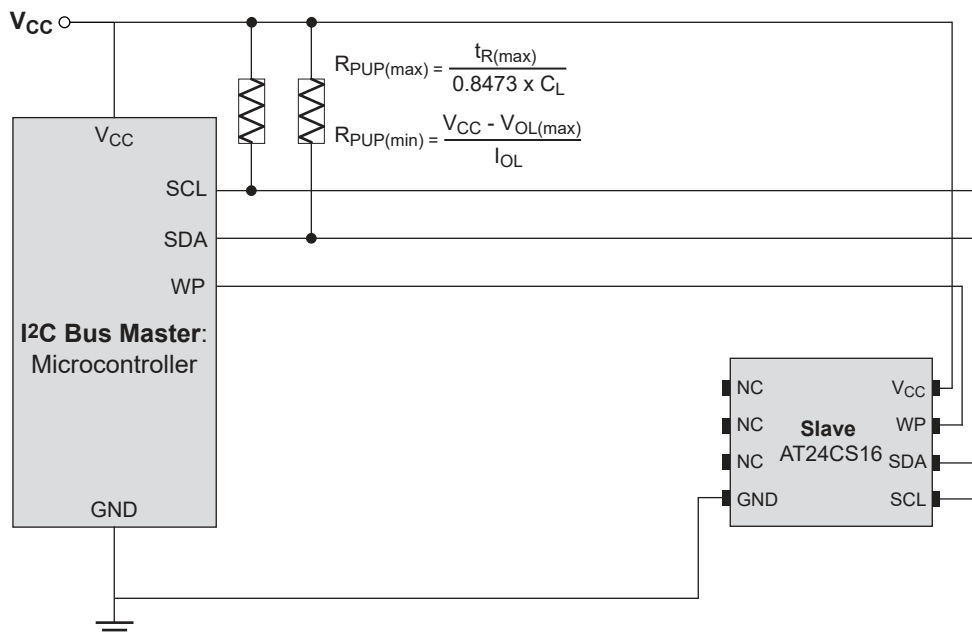 VCC
RPUP(max) = tR(max)
0.8473 x CL
RPUP(min) = VCC - VOL(max)
IOL
VCC
SCL
SDA
WP
I2C Bus Master:
Microcontroller
GND
NC
NC
NC
GND
Slave
AT24CS16
VCC
WP
SDA
SCL